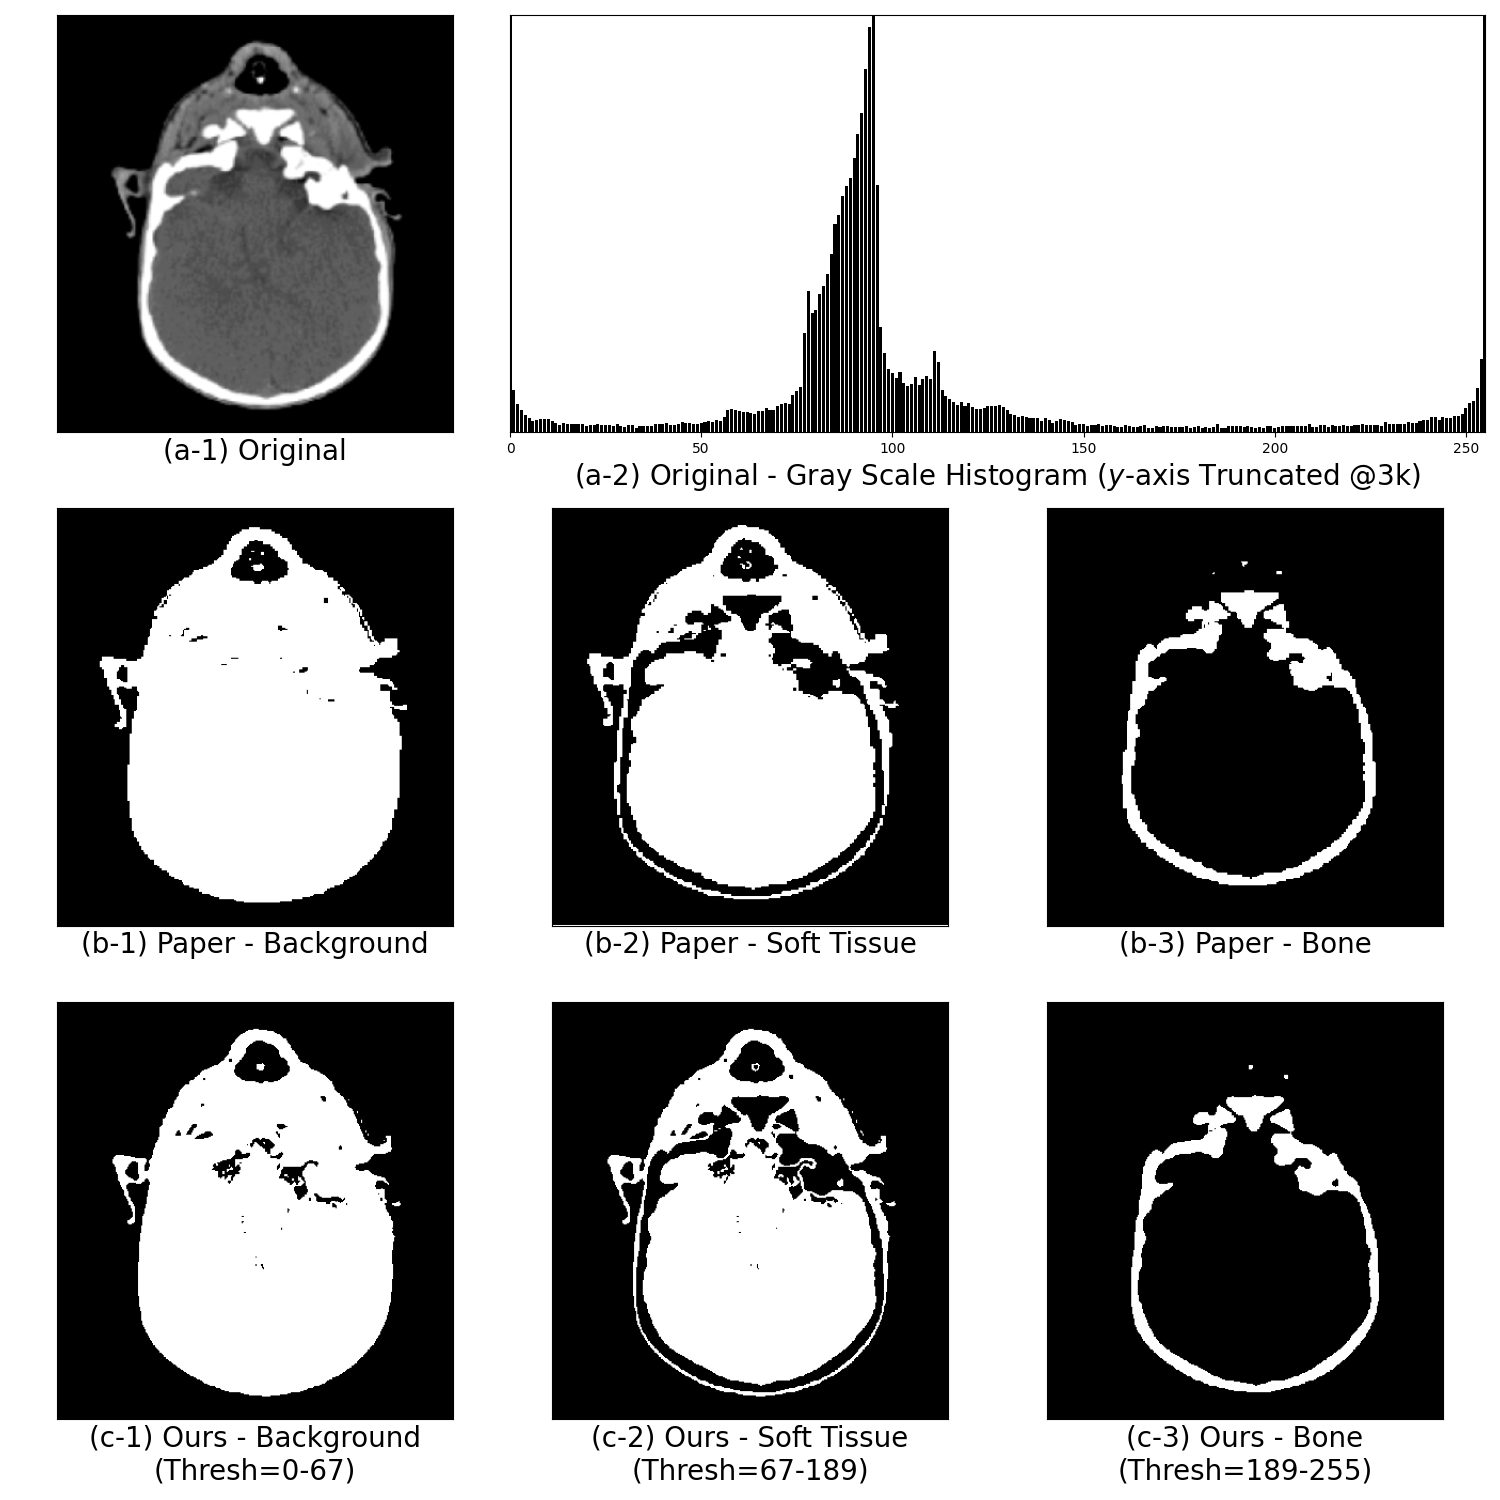 (a-1) Original
0 50 100 150 200 250
(a-2) Original - Gray Scale Histogram (y-axis Truncated @3k)
(b-1) Paper - Background
(b-2) Paper - Soft Tissue
(b-3) Paper - Bone
(c-1) Ours - Background
(Thresh=0-67)
(c-2) Ours - Soft Tissue
(Thresh=67-189)
(c-3) Ours - Bone
(Thresh=189-255)